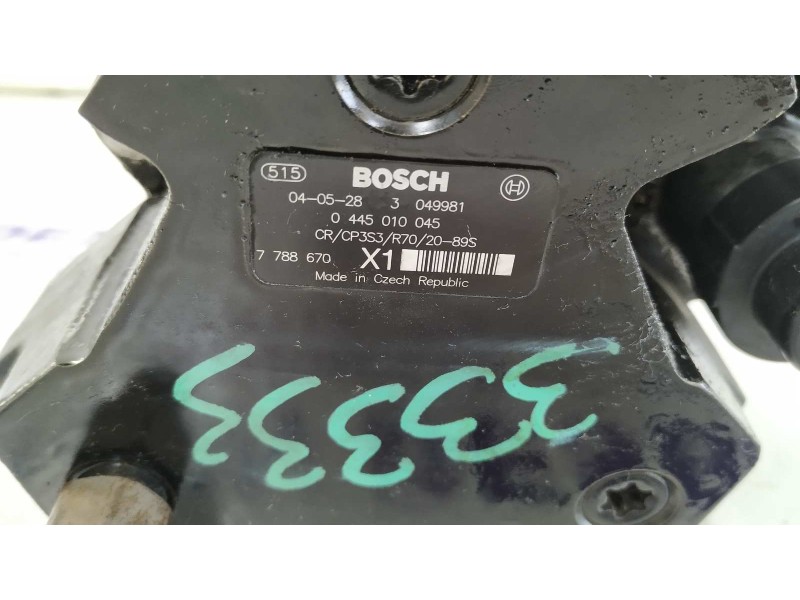 515 BOSCH
04-05-28 3 049981
0 445 010 045
CR/CP3S3/R70/20-89S
7 788 670 X1
Made in Czech Republic
33333